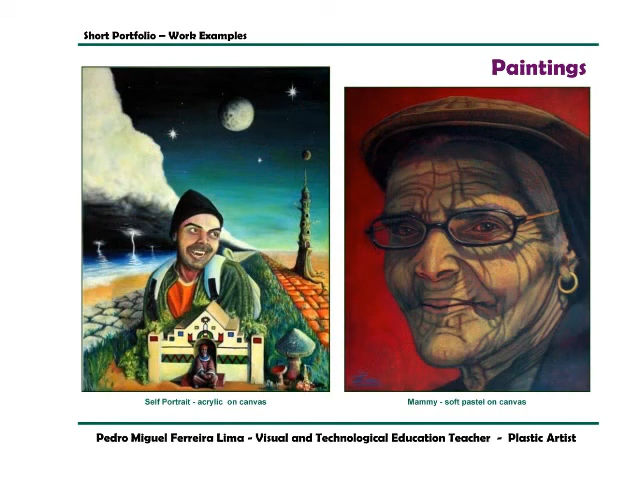 Short Portfolio – Work Examples
Paintings
Self Portrait - acrylic on canvas
Mammy - soft pastel on canvas
Pedro Miguel Ferreira Lima - Visual and Technological Education Teacher - Plastic Artist